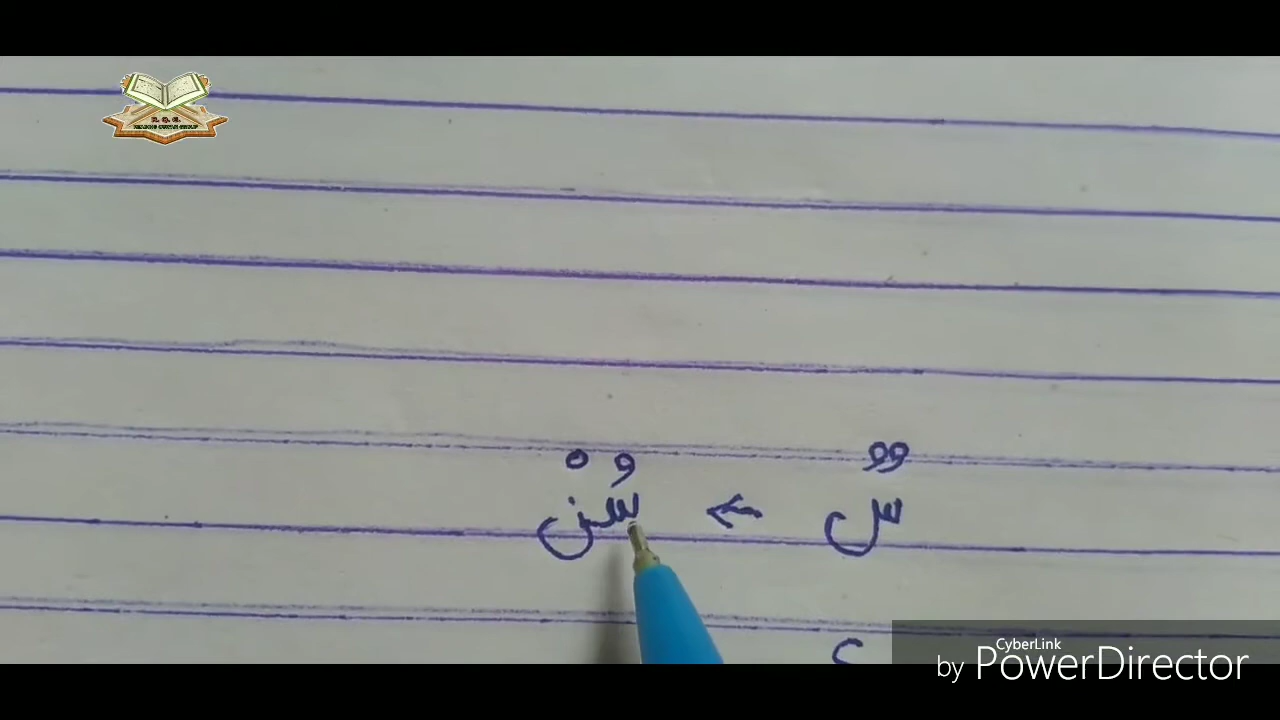 R. Q. G.
سٌ ← سُنْ
CyberLink
by PowerDirector